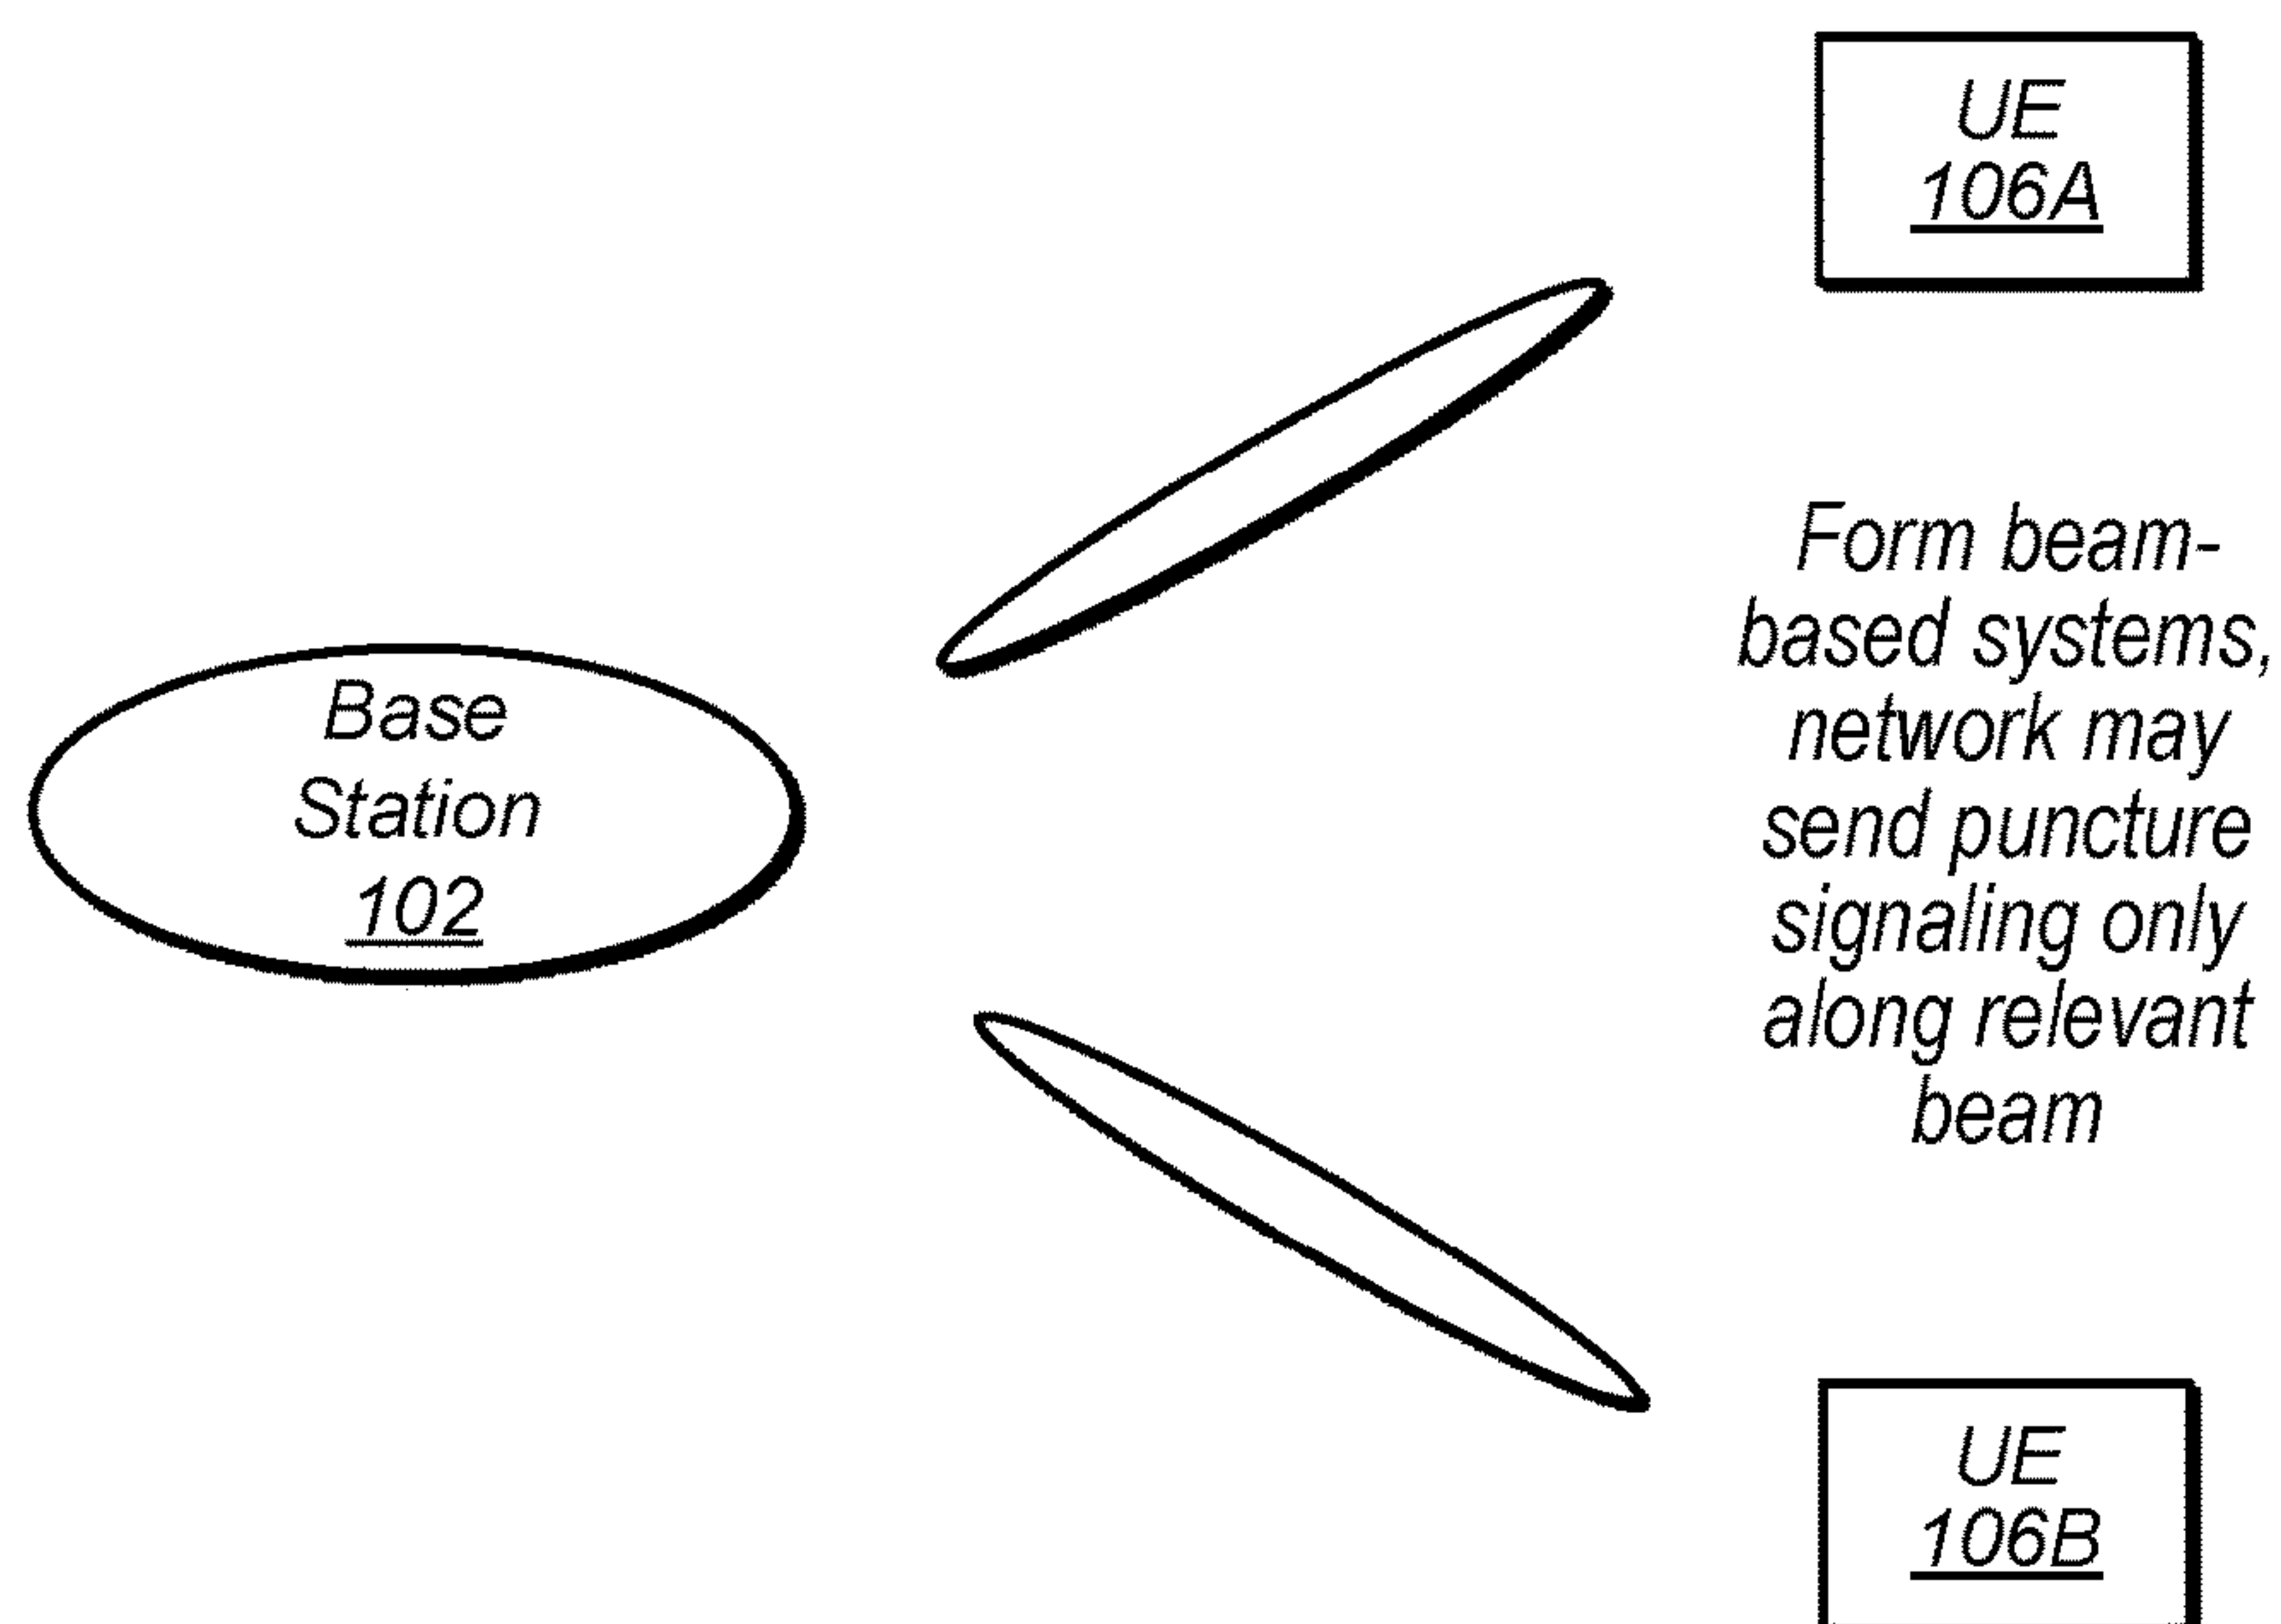 UE
106A
Form beam-
based systems,
network may
send puncture
signaling only
along relevant
beam
Base
Station
102
UE
106B